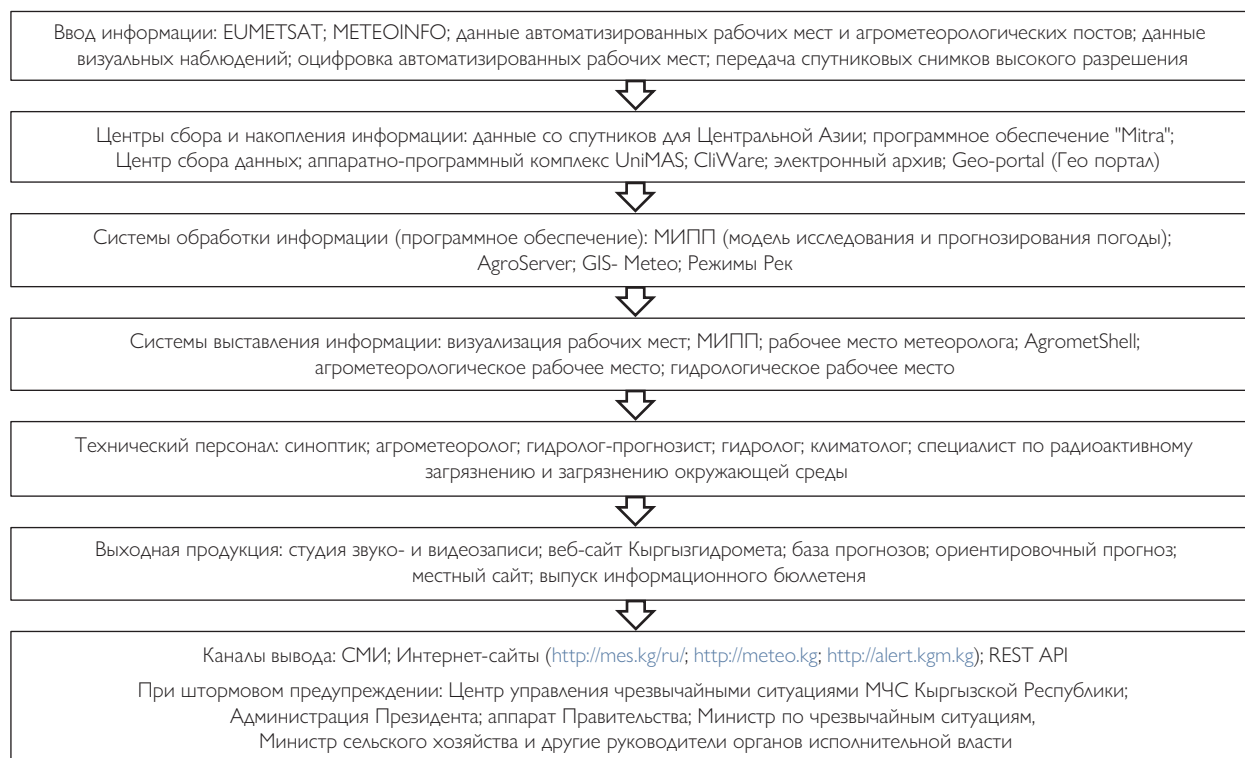 Ввод информации: EUMETSAT; METEOINFO; данные автоматизированных рабочих мест и агрометеорологических постов; данные
визуальных наблюдений; оцифровка автоматизированных рабочих мест; передача спутниковых снимков высокого разрешения
Центры сбора и накопления информации: данные со спутников для Центральной Азии; программное обеспечение "Mitra";
Центр сбора данных; аппаратно-программный комплекс UniMAS; CliWare; электронный архив; Geo-portal (Гео портал)
Системы обработки информации (программное обеспечение): МИПП (модель исследования и прогнозирования погоды);
AgroServer; GIS- Meteo; Режимы Рек
Системы выставления информации: визуализация рабочих мест; МИПП; рабочее место метеоролога; AgrometShell;
агрометеорологическое рабочее место; гидрологическое рабочее место
Технический персонал: синоптик; агрометеоролог; гидролог-прогнозист; гидролог; климатолог; специалист по радиоактивному
загрязнению и загрязнению окружающей среды
Выходная продукция: студия звуко- и видеозаписи; веб-сайт Кыргызгидромета; база прогнозов; ориентировочный прогноз;
местный сайт; выпуск информационного бюллетеня
Каналы вывода: СМИ; Интернет-сайты (http://mes.kg/ru/; http://meteo.kg; http://alert.kgm.kg); REST API
При штормовом предупреждении: Центр управления чрезвычайными ситуациями МЧС Кыргызской Республики;
Администрация Президента; аппарат Правительства; Министр по чрезвычайным ситуациям,
Министр сельского хозяйства и другие руководители органов исполнительной власти